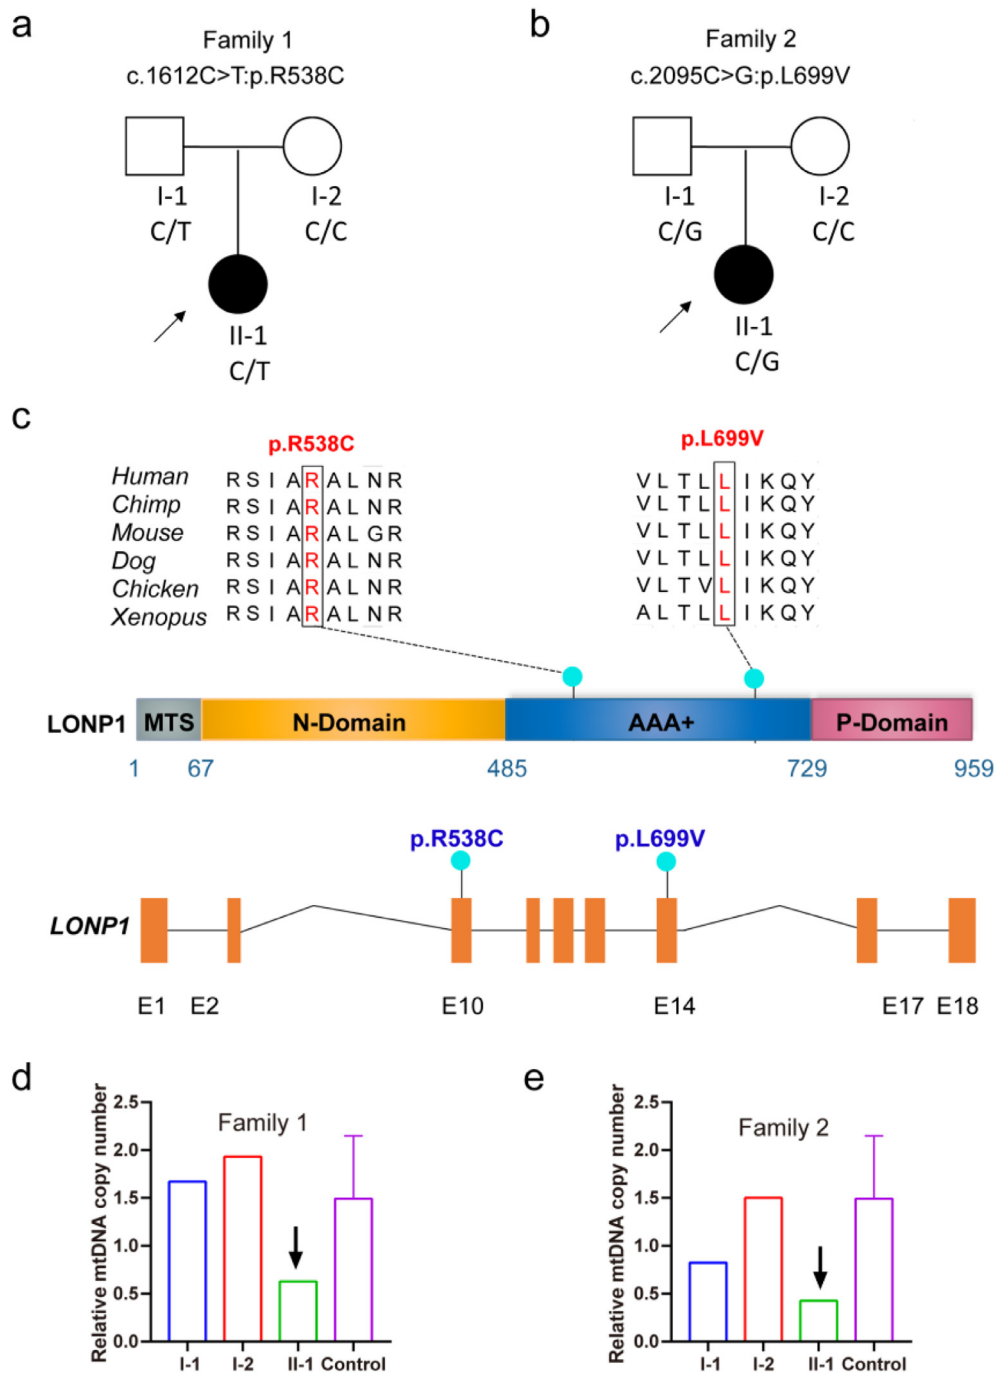 a
Family 1
c.1612C>T:p.R538C
I-1
C/T
I-2
C/C
II-1
C/T
b
Family 2
c.2095C>G:p.L699V
I-1
C/G
I-2
C/C
II-1
C/G
c
p.R538C
p.L699V
Human R S I A R A L N R V L T L L I K Q Y
Chimp R S I A R A L N R V L T L L I K Q Y
Mouse R S I A R A L G R V L T L L I K Q Y
Dog R S I A R A L N R V L T L L I K Q Y
Chicken R S I A R A L N R V L T V L I K Q Y
Xenopus R S I A R A L N R A L T L L I K Q Y
LONP1 MTS N-Domain AAA+ P-Domain
1 67 485 729 959
p.R538C p.L699V
LONP1
E1 E2 E10 E14 E17 E18
d
Family 1
Relative mtDNA copy number
2.5
2.0
1.5
1.0
0.5
0.0
I-1 I-2 II-1 Control
e
Family 2
Relative mtDNA copy number
2.5
2.0
1.5
1.0
0.5
0.0
I-1 I-2 II-1 Control